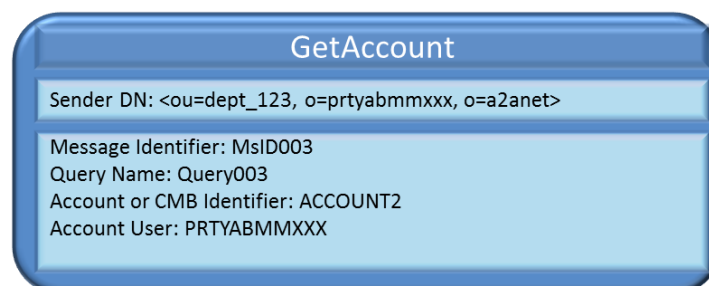 GetAccount
Sender DN: <ou=dept_123, o=prtyabmmxxx, o=a2anet>
Message Identifier: MsID003
Query Name: Query003
Account or CMB Identifier: ACCOUNT2
Account User: PRTYABMMXXX